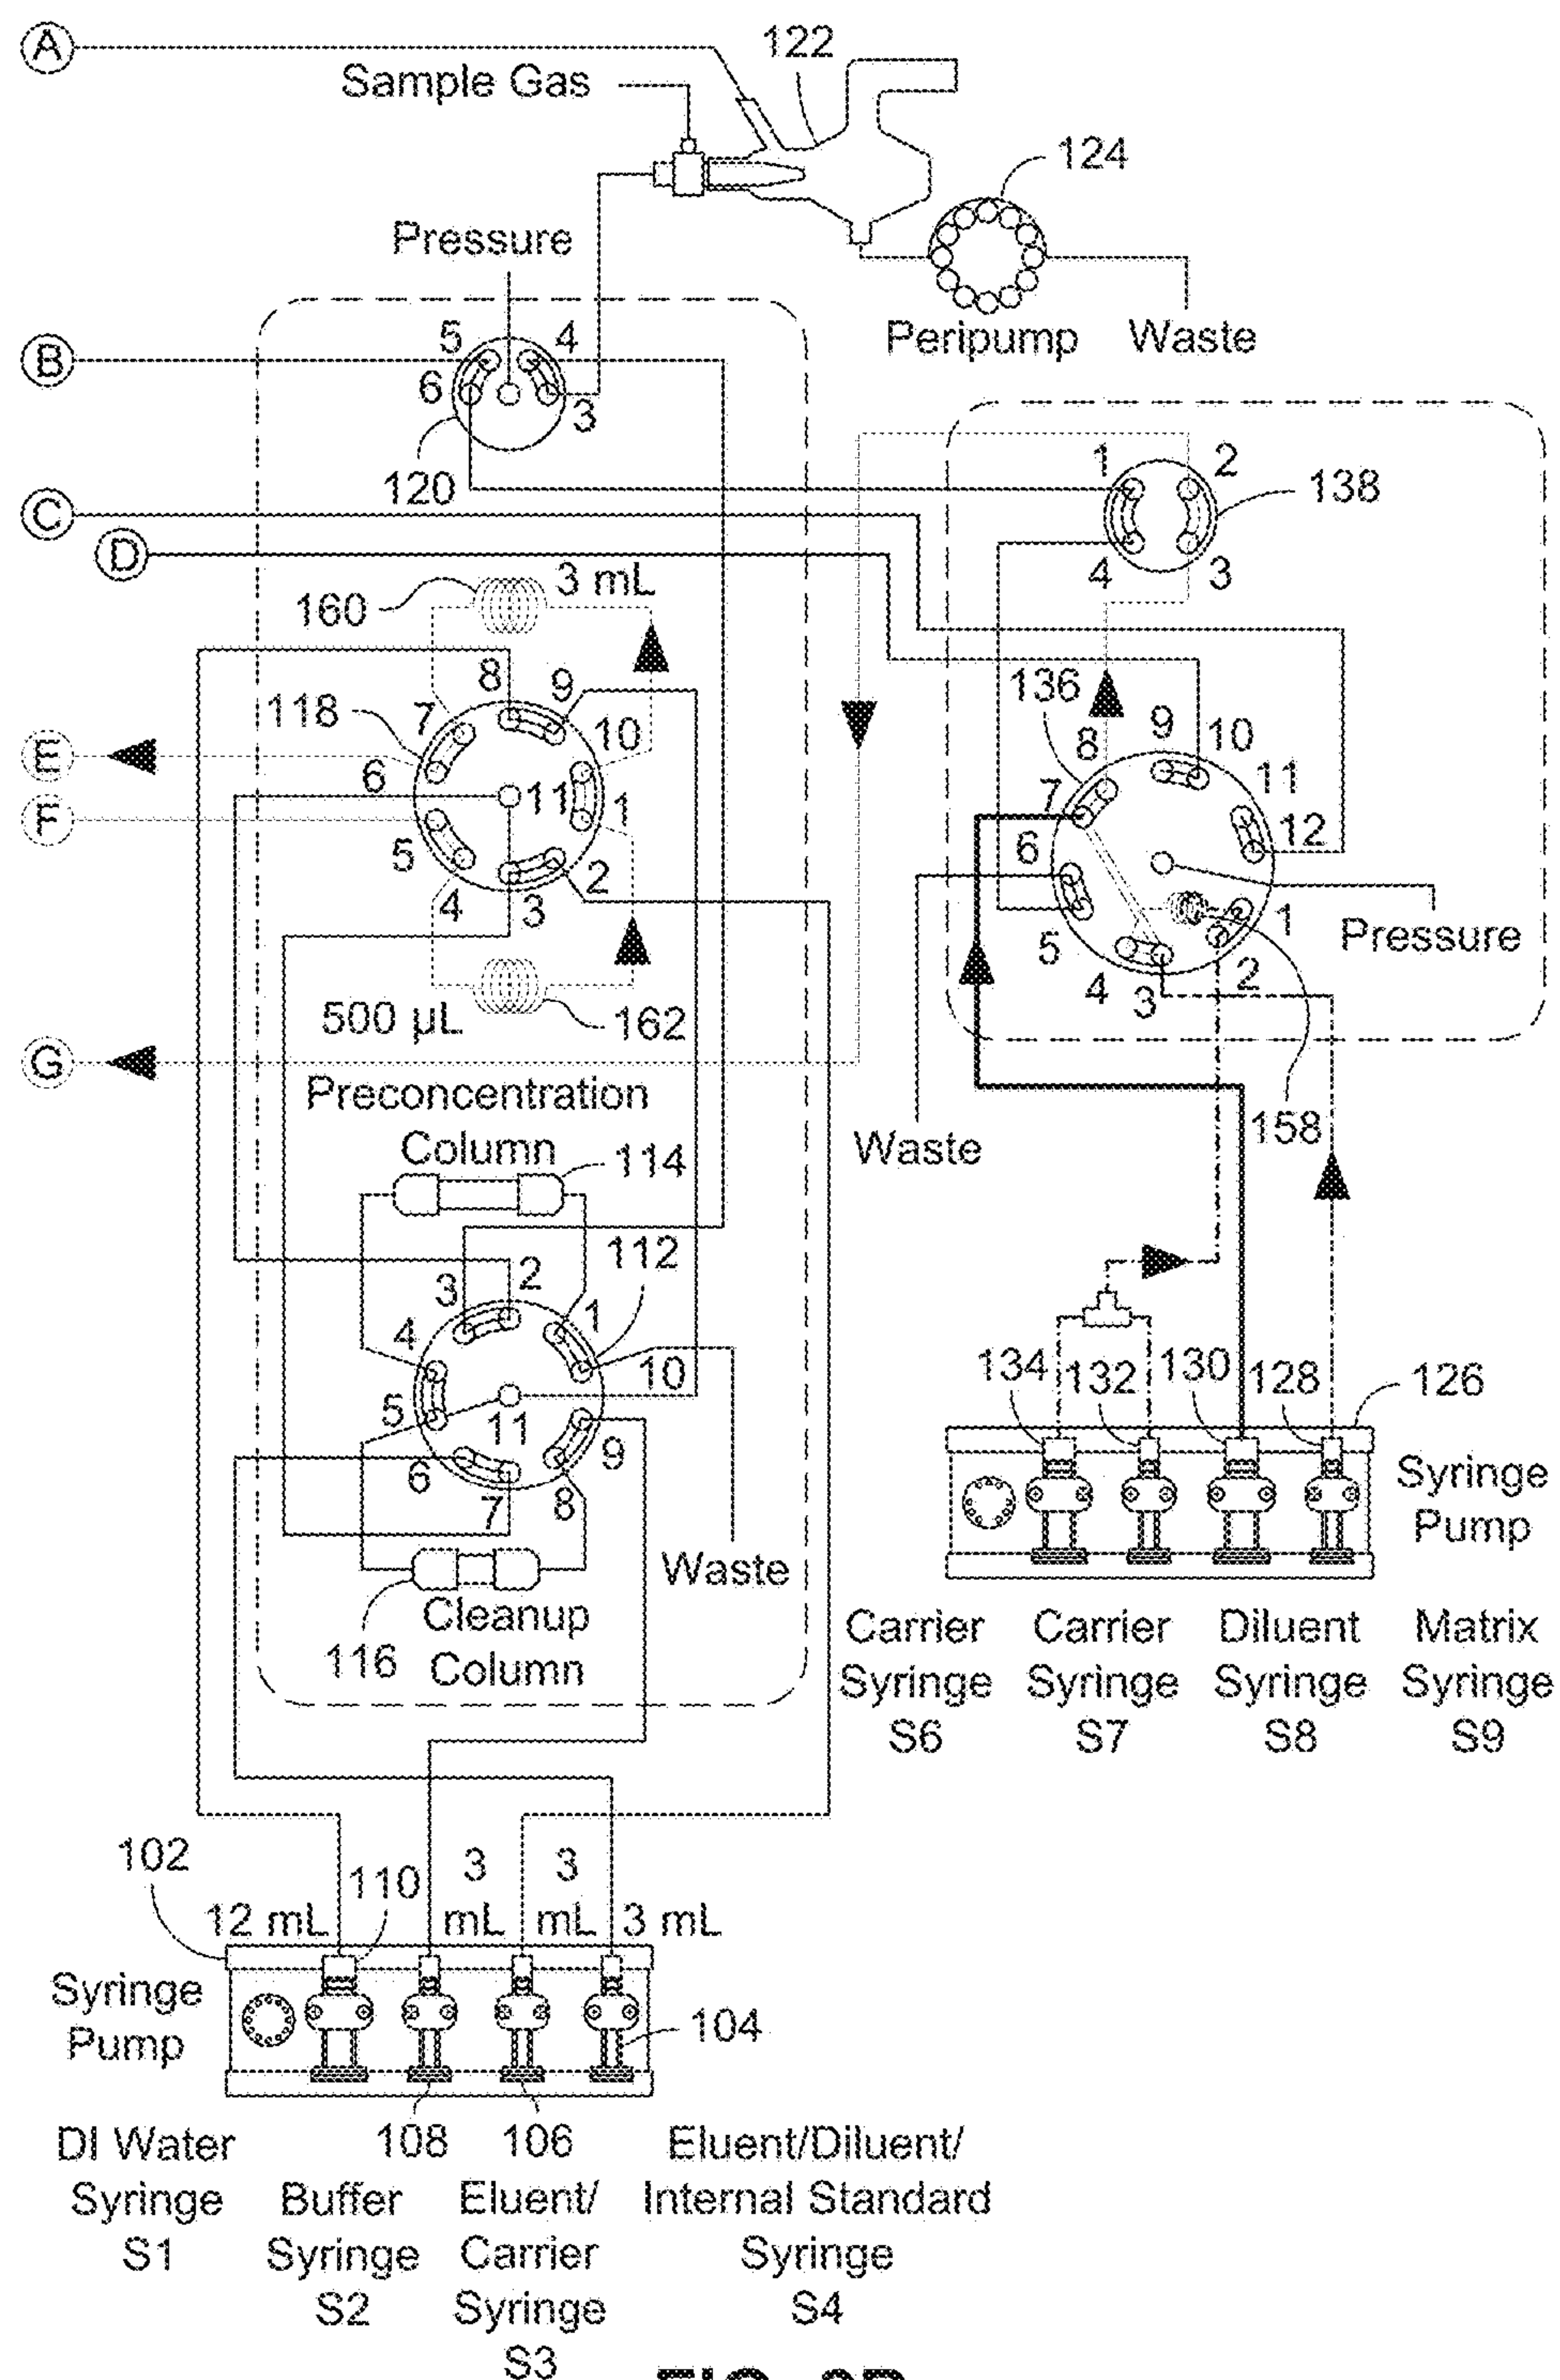 A
122
Sample Gas
124
Pressure
Peripump
Waste
B
5
4
6
3
120
1
2
138
C
D
4
3
3 mL
160
8
9
136
118
7
10
9
10
8
E
6
11
1
7
11
12
F
5
2
6
4
3
1
Pressure
5
2
4
3
500 µL
162
G
Preconcentration
Column
114
Waste
158
112
3
2
1
4
10
134
132
130
128
126
5
11
9
6
7
8
Syringe
Pump
Waste
Cleanup
Column
116
Carrier
Syringe
S6
Carrier
Syringe
S7
Diluent
Syringe
S8
Matrix
Syringe
S9
102
110
3
3
12 mL
mL
mL
3 mL
Syringe
Pump
104
108
106
DI Water
Syringe
S1
Buffer
Syringe
S2
Eluent/
Carrier
Syringe
S3
Eluent/Diluent/
Internal Standard
Syringe
S4